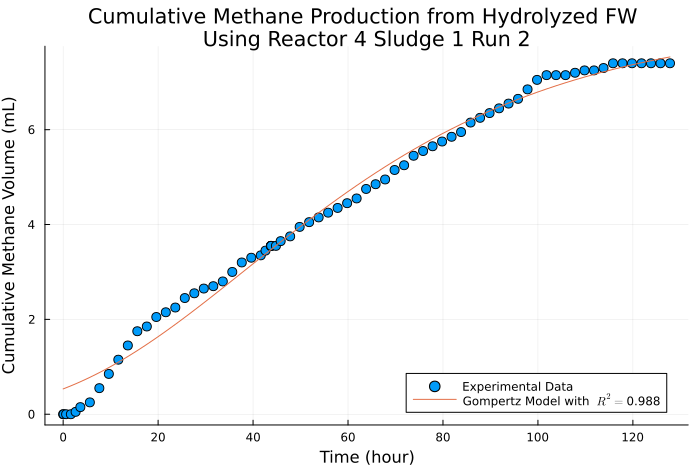 Cumulative Methane Production from Hydrolyzed FW
Using Reactor 4 Sludge 1 Run 2
Cumulative Methane Volume (mL)
6
4
2
0
0 20 40 60 80 100 120
Time (hour)
Experimental Data
Gompertz Model with R² = 0.988